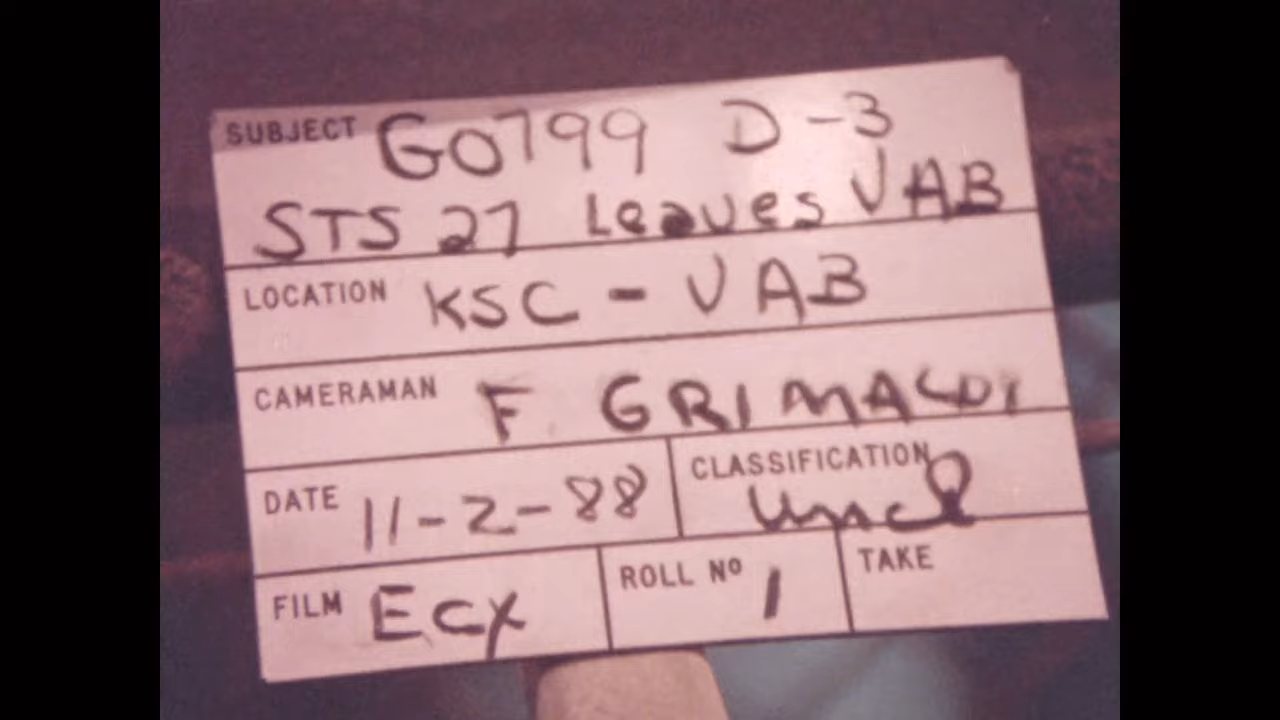 SUBJECT GO799 D-3
STS 27 Leaves VAB
LOCATION KSC - VAB
CAMERAMAN F. GRIMALDI
DATE 11-2-88 CLASSIFICATION Uncl
FILM Ecx ROLL Nº 1 TAKE